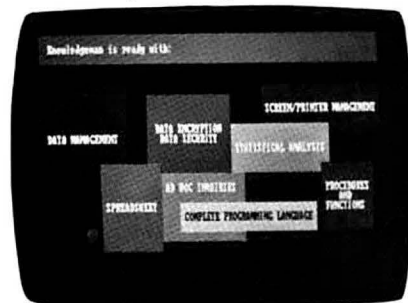 Knowledgeman is ready with:
SCREEN/PRINTER MANAGEMENT
DATA ENCRYPTION
DATA SECURITY
DATA MANAGEMENT
STATISTICAL ANALYSIS
AD HOC INQUIRIES
PROCEDURES
AND
FUNCTIONS
SPREADSHEET
COMPLETE PROGRAMMING LANGUAGE